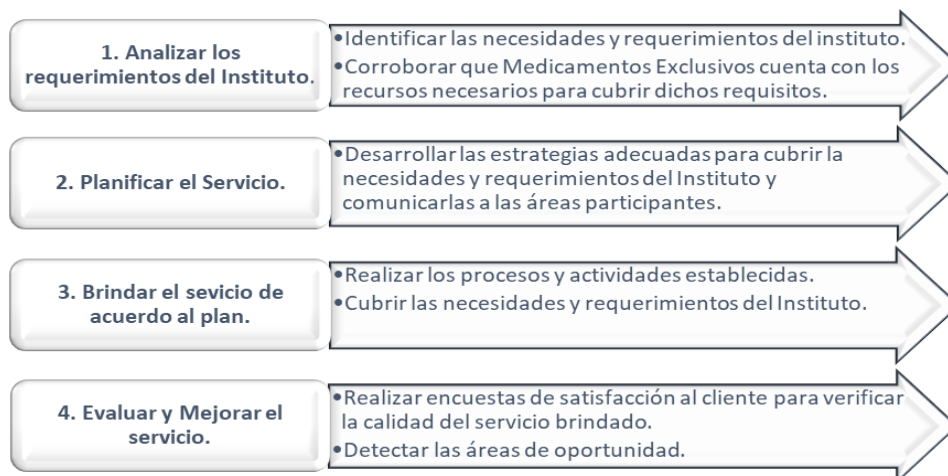 1. Analizar los
requerimientos del Instituto.
•Identificar las necesidades y requerimientos del instituto.
•Corroborar que Medicamentos Exclusivos cuenta con los
recursos necesarios para cubrir dichos requisitos.
2. Planificar el Servicio.
•Desarrollar las estrategias adecuadas para cubrir la
necesidades y requerimientos del Instituto y
comunicarlas a las áreas participantes.
3. Brindar el sevicio de
acuerdo al plan.
•Realizar los procesos y actividades establecidas.
•Cubrir las necesidades y requerimientos del Instituto.
4. Evaluar y Mejorar el
servicio.
•Realizar encuestas de satisfacción al cliente para verificar
la calidad del servicio brindado.
•Detectar las áreas de oportunidad.